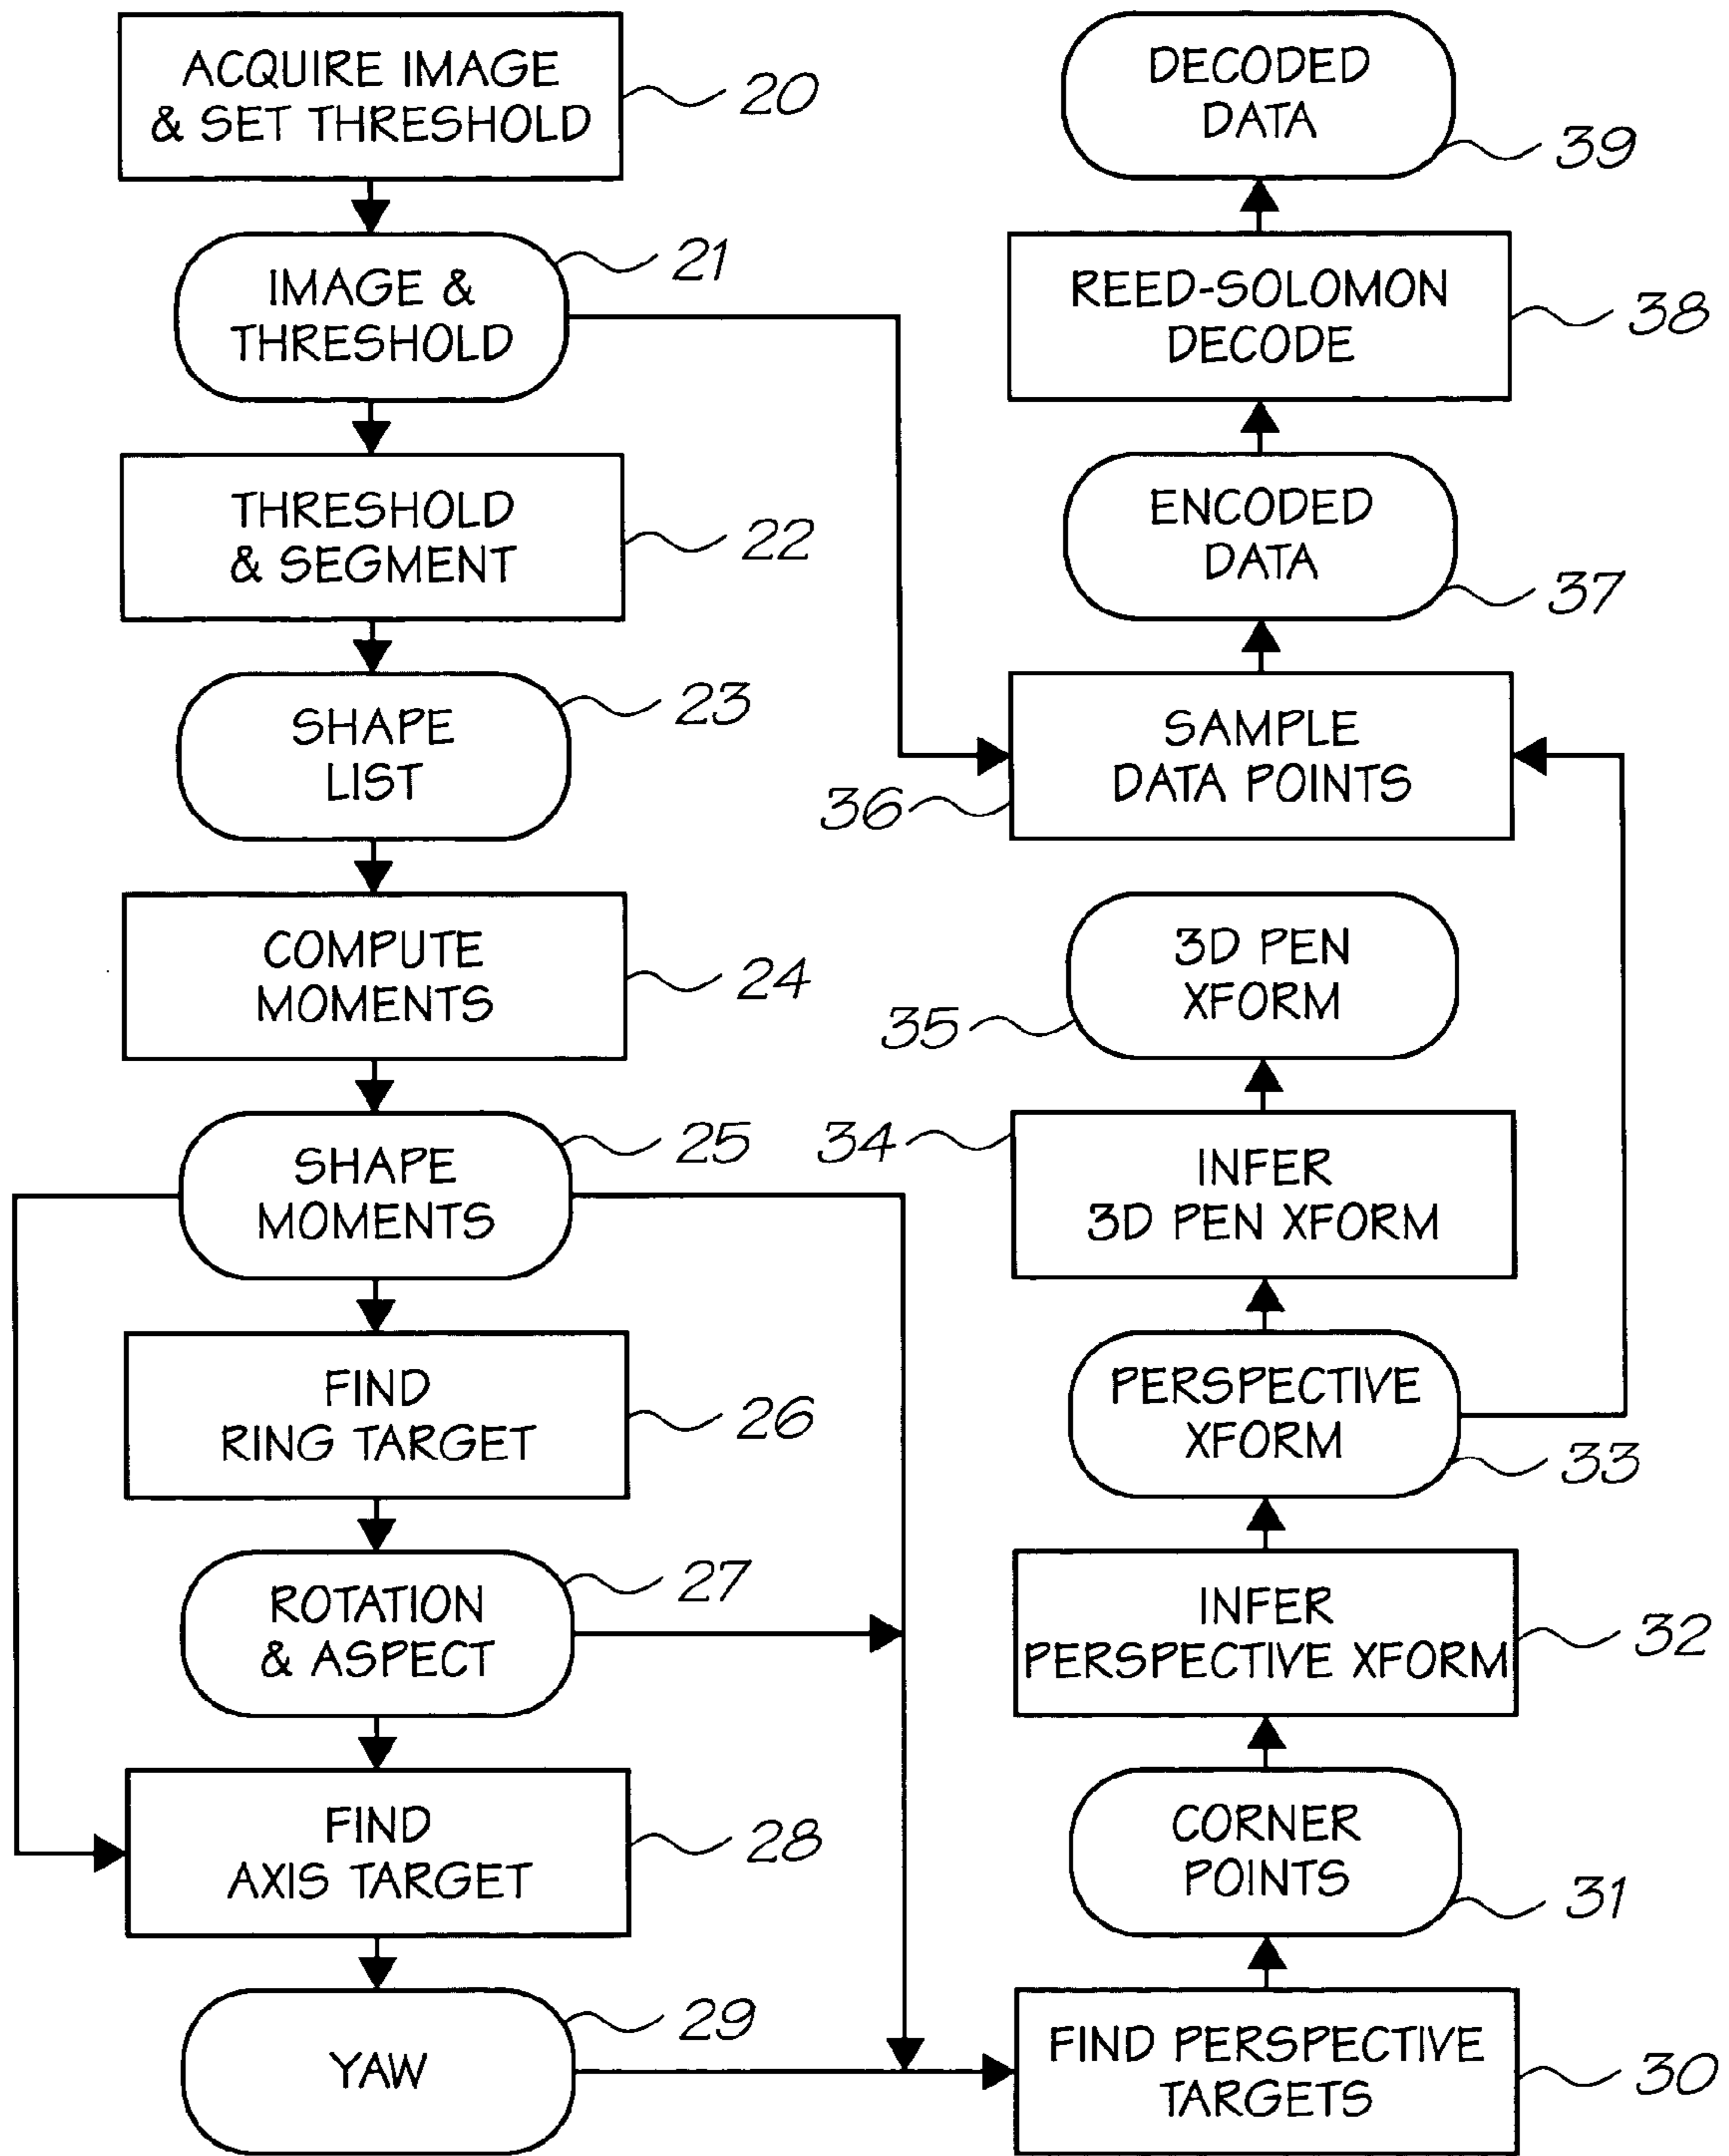 ACQUIRE IMAGE
& SET THRESHOLD
20
IMAGE &
THRESHOLD
21
THRESHOLD
& SEGMENT
22
SHAPE
LIST
23
COMPUTE
MOMENTS
24
SHAPE
MOMENTS
25
FIND
RING TARGET
26
ROTATION
& ASPECT
27
FIND
AXIS TARGET
28
YAW
29
DECODED
DATA
39
REED-SOLOMON
DECODE
38
ENCODED
DATA
37
SAMPLE
DATA POINTS
36
3D PEN
XFORM
35
INFER
3D PEN XFORM
34
PERSPECTIVE
XFORM
33
INFER
PERSPECTIVE XFORM
32
CORNER
POINTS
31
FIND PERSPECTIVE
TARGETS
30